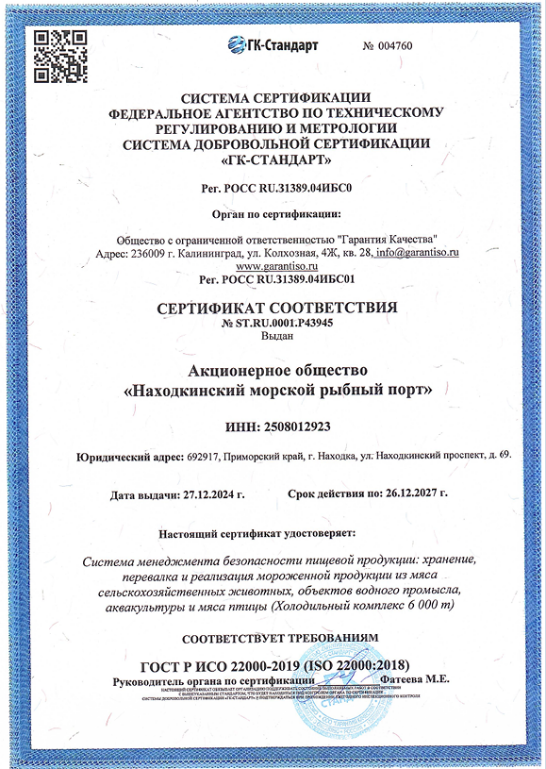 ГК-Стандарт № 004760
СИСТЕМА СЕРТИФИКАЦИИ
ФЕДЕРАЛЬНОЕ АГЕНТСТВО ПО ТЕХНИЧЕСКОМУ
РЕГУЛИРОВАНИЮ И МЕТРОЛОГИИ
СИСТЕМА ДОБРОВОЛЬНОЙ СЕРТИФИКАЦИИ
«ГК-СТАНДАРТ»
Рег. РОСС RU.31389.04ИБС0
Орган по сертификации:
Общество с ограниченной ответственностью "Гарантия Качества"
Адрес: 236009 г. Калининград, ул. Колхозная, 4Ж, кв. 28, info@garantiso.ru
www.garantiso.ru
Рег. РОСС RU.31389.04ИБС01
СЕРТИФИКАТ СООТВЕТСТВИЯ
№ ST.RU.0001.P43945
Выдан
Акционерное общество
«Находкинский морской рыбный порт»
ИНН: 2508012923
Юридический адрес: 692917, Приморский край, г. Находка, ул. Находкинский проспект, д. 69.
Дата выдачи: 27.12.2024 г. Срок действия по: 26.12.2027 г.
Настоящий сертификат удостоверяет:
Система менеджмента безопасности пищевой продукции: хранение,
перевалка и реализация мороженной продукции из мяса
сельскохозяйственных животных, объектов водного промысла,
аквакультуры и мяса птицы (Холодильный комплекс 6 000 т)
СООТВЕТСТВУЕТ ТРЕБОВАНИЯМ
ГОСТ Р ИСО 22000-2019 (ISO 22000:2018)
Руководитель органа по сертификации Фатеева М.Е.